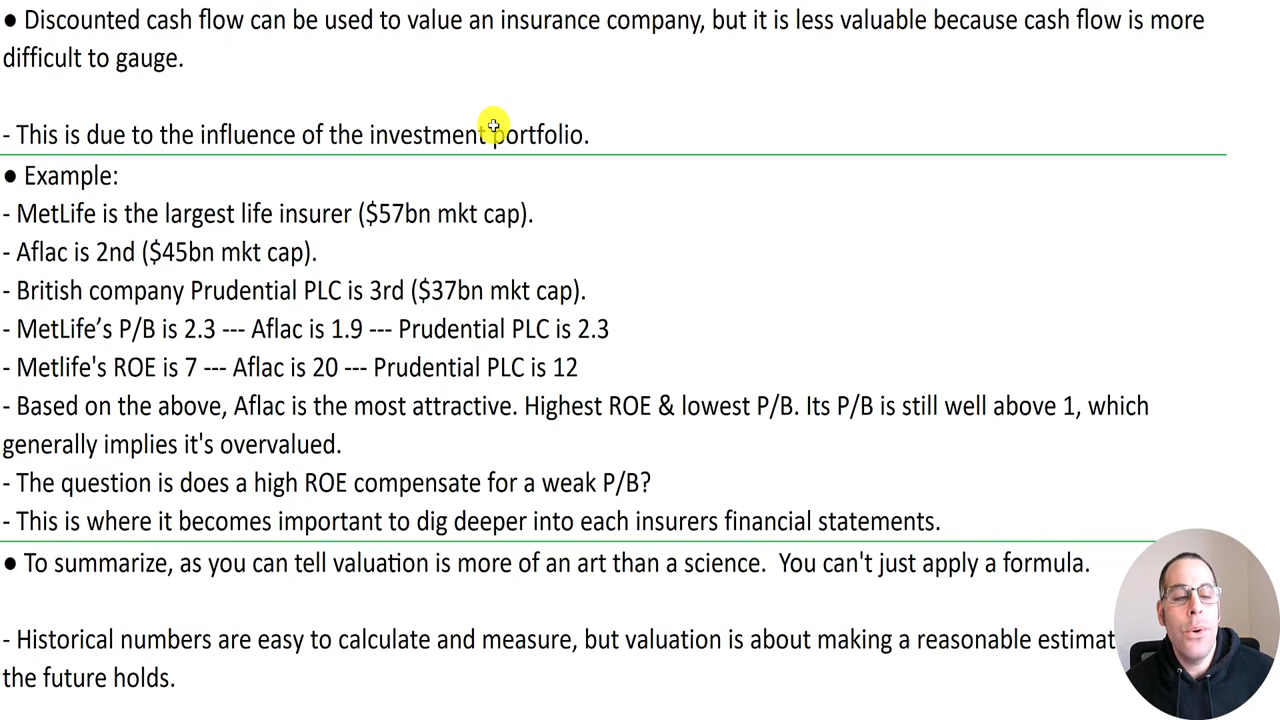 ● Discounted cash flow can be used to value an insurance company, but it is less valuable because cash flow is more
difficult to gauge.
- This is due to the influence of the investment portfolio.
● Example:
- MetLife is the largest life insurer ($57bn mkt cap).
- Aflac is 2nd ($45bn mkt cap).
- British company Prudential PLC is 3rd ($37bn mkt cap).
- MetLife’s P/B is 2.3 --- Aflac is 1.9 --- Prudential PLC is 2.3
- Metlife's ROE is 7 --- Aflac is 20 --- Prudential PLC is 12
- Based on the above, Aflac is the most attractive. Highest ROE & lowest P/B. Its P/B is still well above 1, which
generally implies it's overvalued.
- The question is does a high ROE compensate for a weak P/B?
- This is where it becomes important to dig deeper into each insurers financial statements.
● To summarize, as you can tell valuation is more of an art than a science. You can't just apply a formula.
- Historical numbers are easy to calculate and measure, but valuation is about making a reasonable
the future holds.